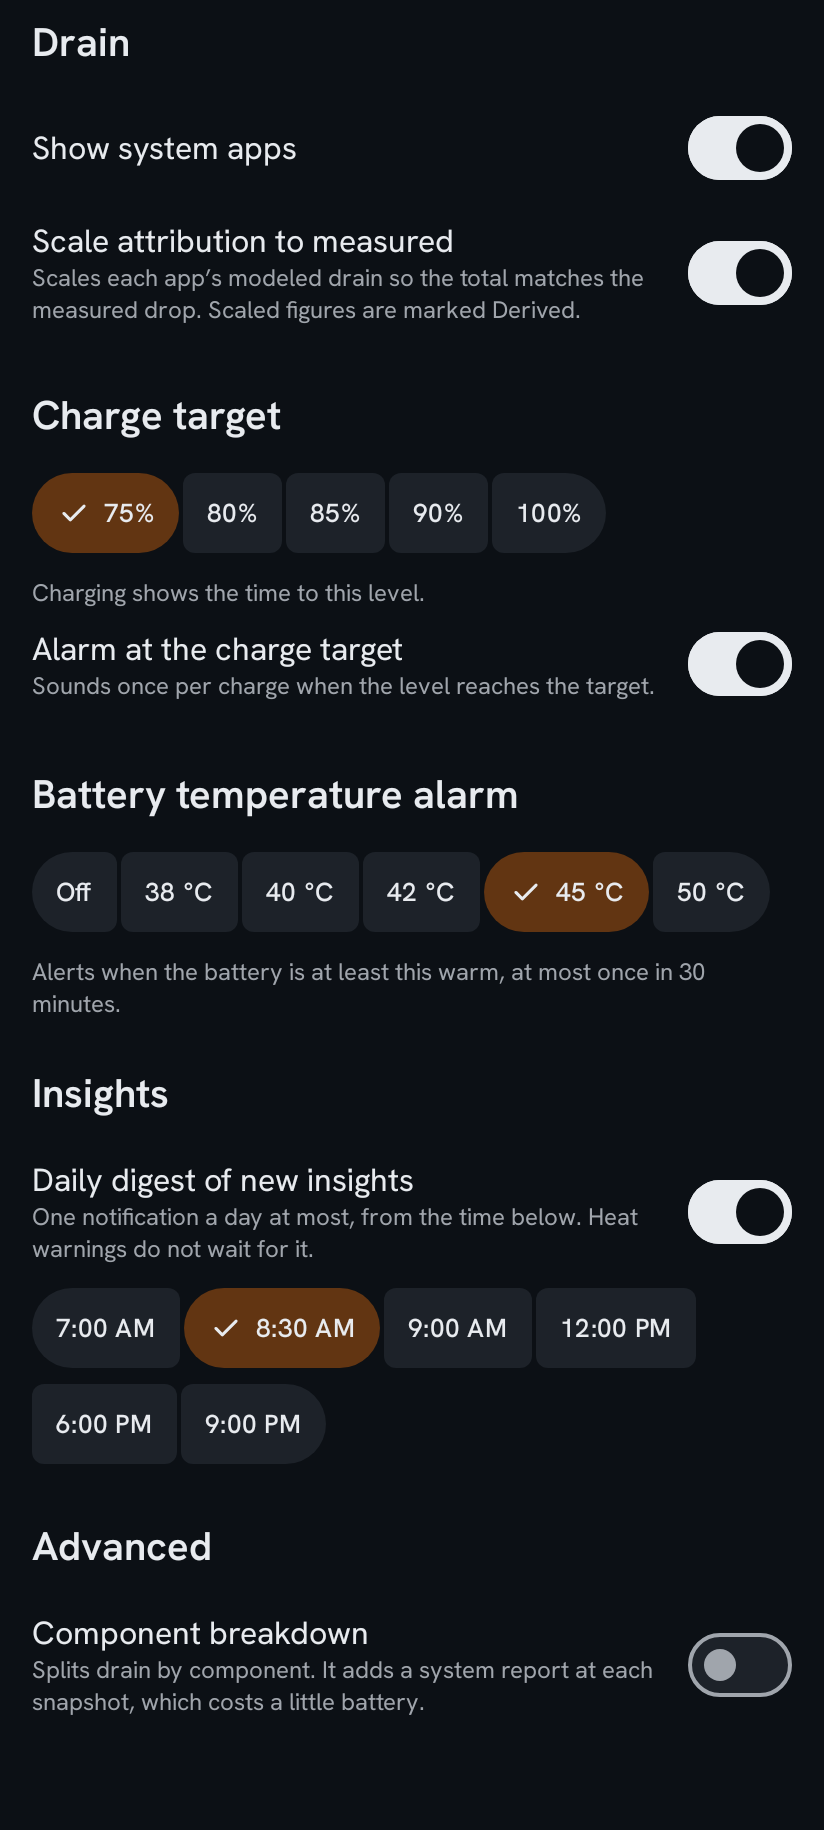 Drain
Show system apps
Scale attribution to measured
Scales each app’s modeled drain so the total matches the
measured drop. Scaled figures are marked Derived.
Charge target
75% 80% 85% 90% 100%
Charging shows the time to this level.
Alarm at the charge target
Sounds once per charge when the level reaches the target.
Battery temperature alarm
Off 38 °C 40 °C 42 °C 45 °C 50 °C
Alerts when the battery is at least this warm, at most once in 30
minutes.
Insights
Daily digest of new insights
One notification a day at most, from the time below. Heat
warnings do not wait for it.
7:00 AM 8:30 AM 9:00 AM 12:00 PM
6:00 PM 9:00 PM
Advanced
Component breakdown
Splits drain by component. It adds a system report at each
snapshot, which costs a little battery.